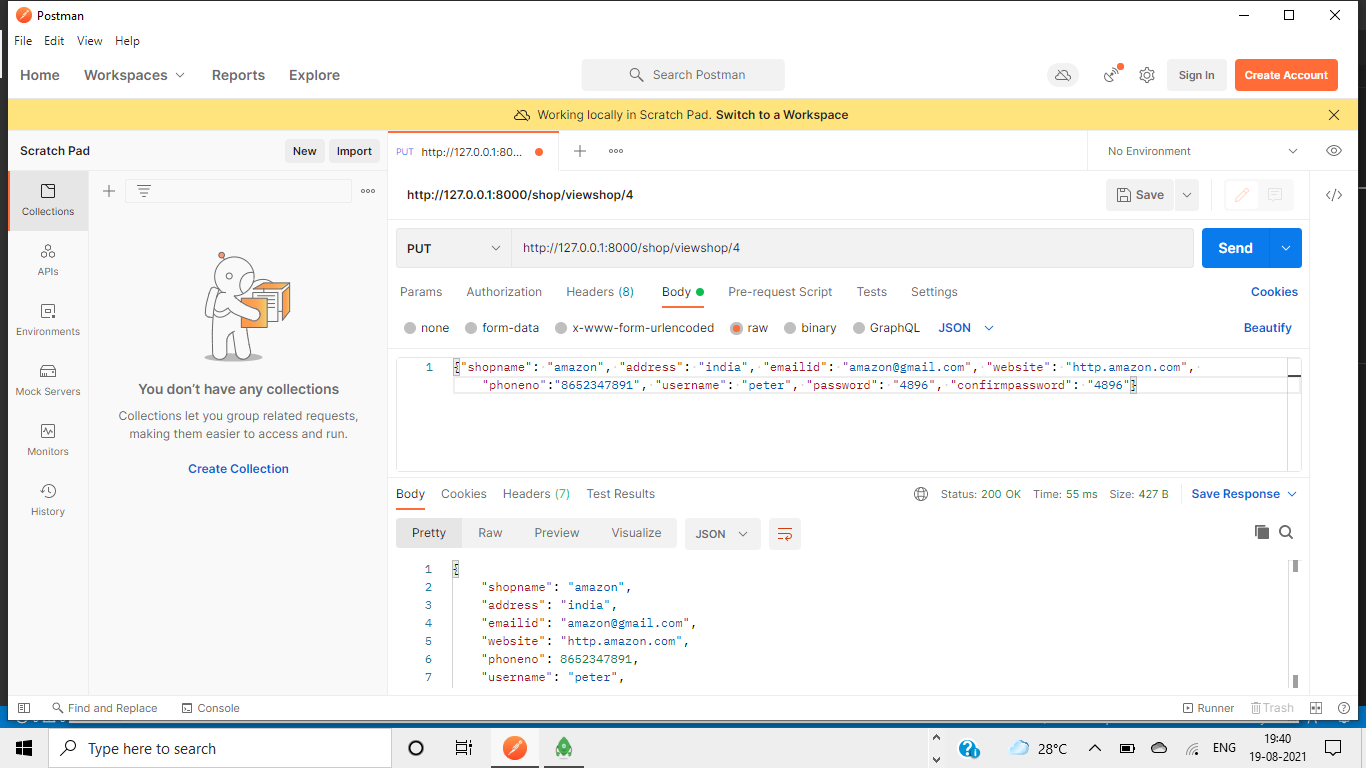 Postman
File Edit View Help
Home Workspaces Reports Explore Search Postman Sign In Create Account
Working locally in Scratch Pad. Switch to a Workspace
Scratch Pad New Import PUT http://127.0.0.1:80... No Environment
http://127.0.0.1:8000/shop/viewshop/4 Save
Collections
APIs
Environments
Mock Servers
Monitors
History
You don't have any collections
Collections let you group related requests,
making them easier to access and run.
Create Collection
PUT http://127.0.0.1:8000/shop/viewshop/4 Send
Params Authorization Headers (8) Body Pre-request Script Tests Settings Cookies
none form-data x-www-form-urlencoded raw binary GraphQL JSON Beautify
1 {"shopname": "amazon", "address": "india", "emailid": "amazon@gmail.com", "website": "http.amazon.com",
"phoneno":"8652347891", "username": "peter", "password": "4896", "confirmpassword": "4896"}
Body Cookies Headers (7) Test Results Status: 200 OK Time: 55 ms Size: 427 B Save Response
Pretty Raw Preview Visualize JSON
1 {
2 "shopname": "amazon",
3 "address": "india",
4 "emailid": "amazon@gmail.com",
5 "website": "http.amazon.com",
6 "phoneno": 8652347891,
7 "username": "peter",
Find and Replace Console Runner Trash
Type here to search 28°C ENG 19:40
19-08-2021